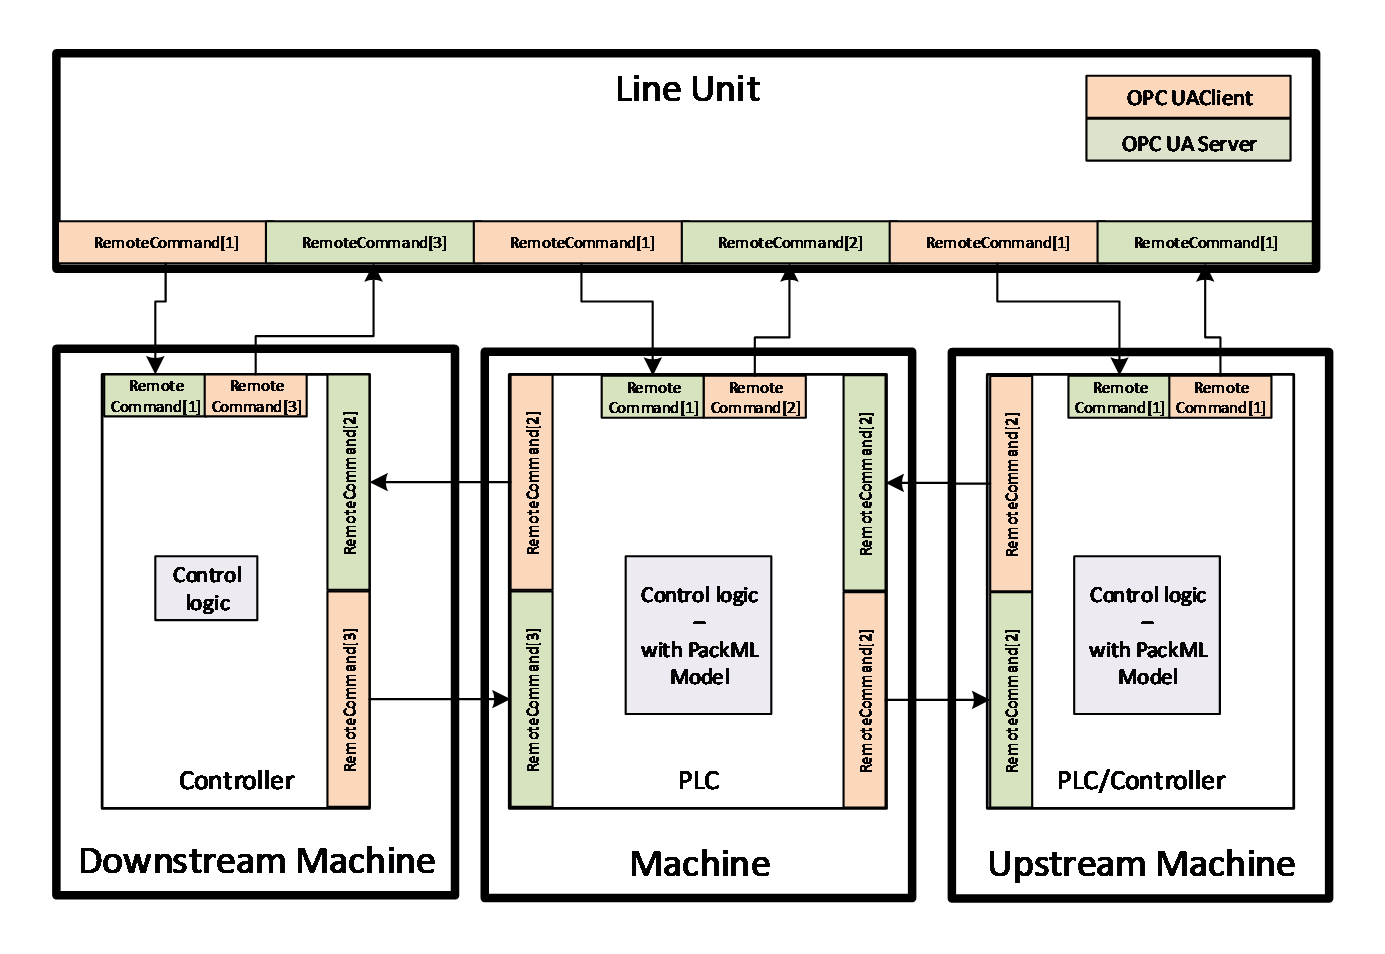 Line Unit
OPC UAClient
OPC UA Server
RemoteCommand[1]
RemoteCommand[3]
RemoteCommand[1]
RemoteCommand[2]
RemoteCommand[1]
RemoteCommand[1]
Remote
Command[1]
Remote
Command[3]
RemoteCommand[2]
RemoteCommand[3]
Control
logic
Controller
Downstream Machine
RemoteCommand[2]
RemoteCommand[3]
Remote
Command[1]
Remote
Command[2]
RemoteCommand[2]
RemoteCommand[2]
Control logic
–
with PackML
Model
PLC
Machine
RemoteCommand[2]
RemoteCommand[2]
Remote
Command[1]
Remote
Command[1]
Control logic
–
with PackML
Model
PLC/Controller
Upstream Machine